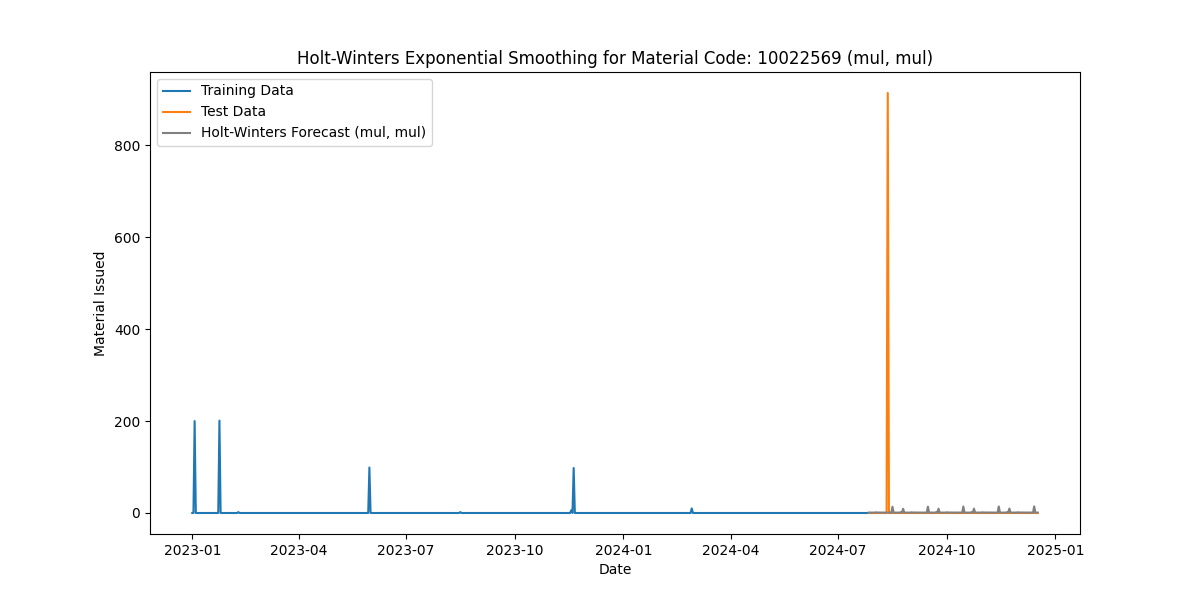 Holt-Winters Exponential Smoothing for Material Code: 10022569 (mul, mul)
Training Data
Test Data
Holt-Winters Forecast (mul, mul)
Material Issued
800
600
400
200
0
2023-01 2023-04 2023-07 2023-10 2024-01 2024-04 2024-07 2024-10 2025-01
Date